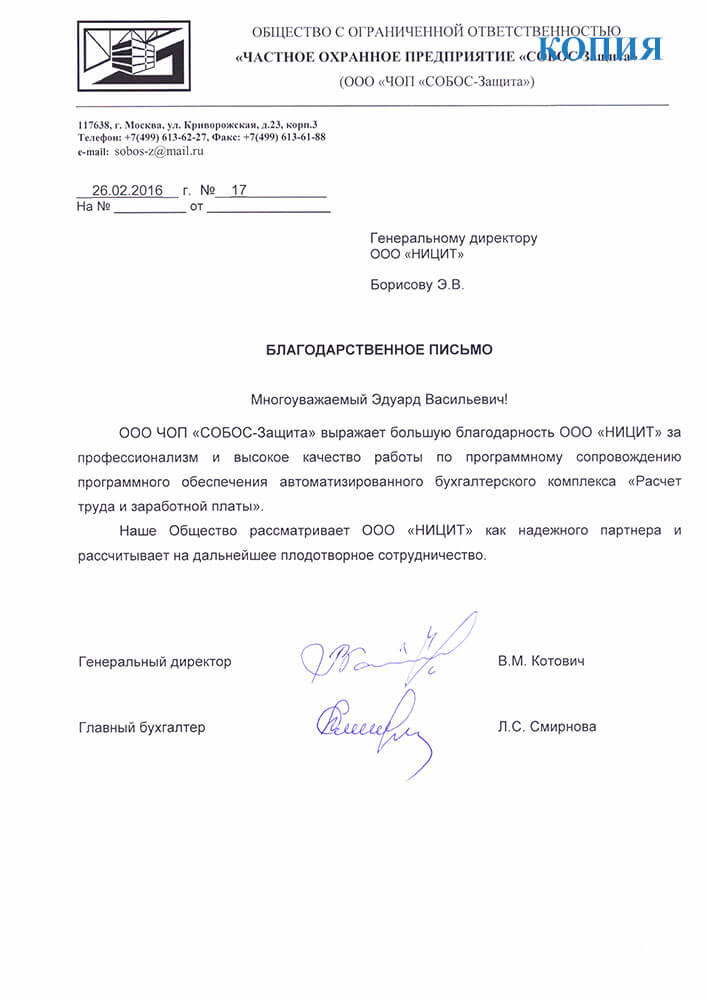 ОБЩЕСТВО С ОГРАНИЧЕННОЙ ОТВЕТСТВЕННОСТЬЮ
КОПИЯ
«ЧАСТНОЕ ОХРАННОЕ ПРЕДПРИЯТИЕ «СОБОС-Защита»
(ООО «ЧОП «СОБОС-Защита»)
117638, г. Москва, ул. Криворожская, д.23, корп.3
Телефон: +7(499) 613-62-27, Факс: +7(499) 613-61-88
e-mail: sobos-z@mail.ru
26.02.2016 г. № 17
На № ___________ от ___________________
Генеральному директору
ООО «НИЦИТ»
Борисову Э.В.
БЛАГОДАРСТВЕННОЕ ПИСЬМО
Многоуважаемый Эдуард Васильевич!
ООО ЧОП «СОБОС-Защита» выражает большую благодарность ООО «НИЦИТ» за
профессионализм и высокое качество работы по программному сопровождению
программного обеспечения автоматизированного бухгалтерского комплекса «Расчет
труда и заработной платы».
Наше Общество рассматривает ООО «НИЦИТ» как надежного партнера и
рассчитывает на дальнейшее плодотворное сотрудничество.
Генеральный директор В.М. Котович
Главный бухгалтер Л.С. Смирнова